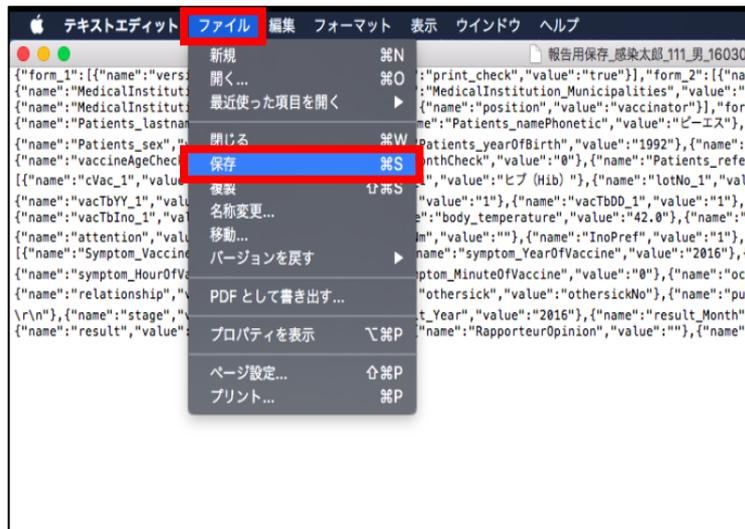 テキストエディット ファイル 編集 フォーマット 表示 ウインドウ ヘルプ
報告用保存_感染太郎_111_男_16030
新規 ⌘N
開く... ⌘O
最近使った項目を開く ▶
閉じる ⌘W
保存 ⌘S
複製 ⇧⌘S
名称変更...
移動...
バージョンを戻す ▶
PDF として書き出す...
プロパティを表示 ⌥⌘P
ページ設定... ⇧⌘P
プリント... ⌘P
{"form_1":[{"name":"versi :"print_check","value":"true"}],"form_2":[{"na
{"name":"MedicalInstituti :"MedicalInstitution_Municipalities","value":"
{"name":"MedicalInstituti {"name":"position","value":"vaccinator"}],"for
{"name":"Patients_lastnam me":"Patients_namePhonetic","value":"ピーエス"},
{"name":"Patients_sex", Patients_yearOfBirth","value":"1992"},{"name":
{"name":"vaccineAgeCheck nthCheck","value":"0"},{"name":"Patients_refe
[{"name":"cVac_1","value ,"value":"ヒブ（Hib）"},{"name":"lotNo_1","val
{"name":"vacTbYY_1","valu value":"1"},{"name":"vacTbDD_1","value":"1"},
{"name":"vacTbIno_1","val e":"body_temperature","value":"42.0"},{"name":"
{"name":"attention","valu ,"value":""},{"name":"InoPref","value":"1"},
[{"name":"Symptom_Vaccine name":"symptom_YearOfVaccine","value":"2016"},
{"name":"symptom_HourOfVa ptom_MinuteOfVaccine","value":"0"},{"name":"oc
{"name":"relationship"," "othersick","value":"othersickNo"},{"name":"pu
\r\n"},{"name":"stage"," t_Year","value":"2016"},{"name":"result_Month"
{"name":"result","value": "name":"RapporteurOpinion","value":""},{"name"